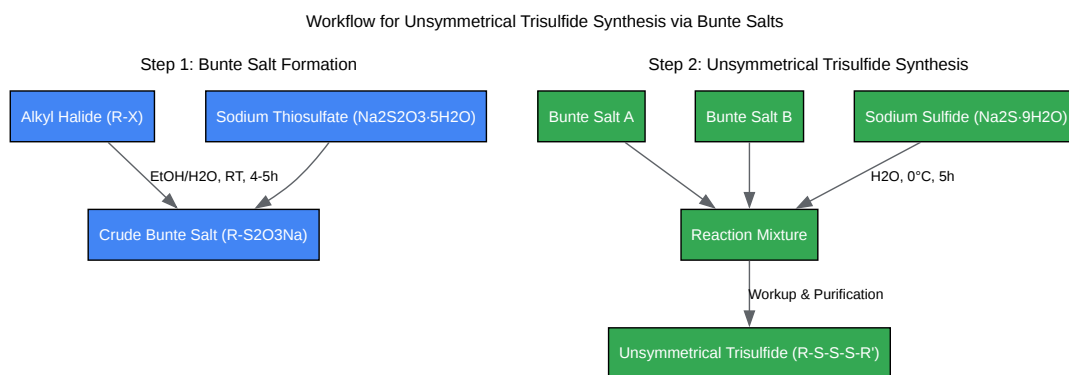 Workflow for Unsymmetrical Trisulfide Synthesis via Bunte Salts
Step 1: Bunte Salt Formation
Alkyl Halide (R-X)
Sodium Thiosulfate (Na2S2O3·5H2O)
EtOH/H2O, RT, 4-5h
Crude Bunte Salt (R-S2O3Na)
Step 2: Unsymmetrical Trisulfide Synthesis
Bunte Salt A
Bunte Salt B
Sodium Sulfide (Na2S·9H2O)
H2O, 0°C, 5h
Reaction Mixture
Workup & Purification
Unsymmetrical Trisulfide (R-S-S-S-R')